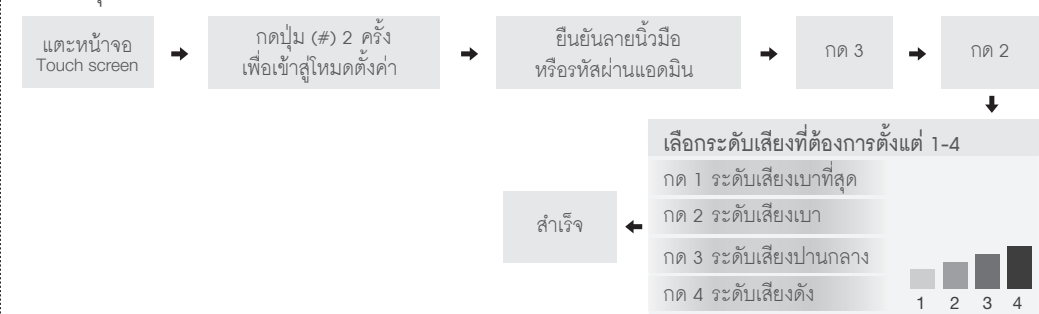 แตะหน้าจอ
Touch screen
กดปุ่ม (#) 2 ครั้ง
เพื่อเข้าสู่โหมดตั้งค่า
ยืนยันลายนิ้วมือ
หรือรหัสผ่านแอดมิน
กด 3
กด 2
เลือกระดับเสียงที่ต้องการตั้งแต่ 1-4
กด 1 ระดับเสียงเบาที่สุด
กด 2 ระดับเสียงเบา
กด 3 ระดับเสียงปานกลาง
กด 4 ระดับเสียงดัง
1 2 3 4
สำเร็จ